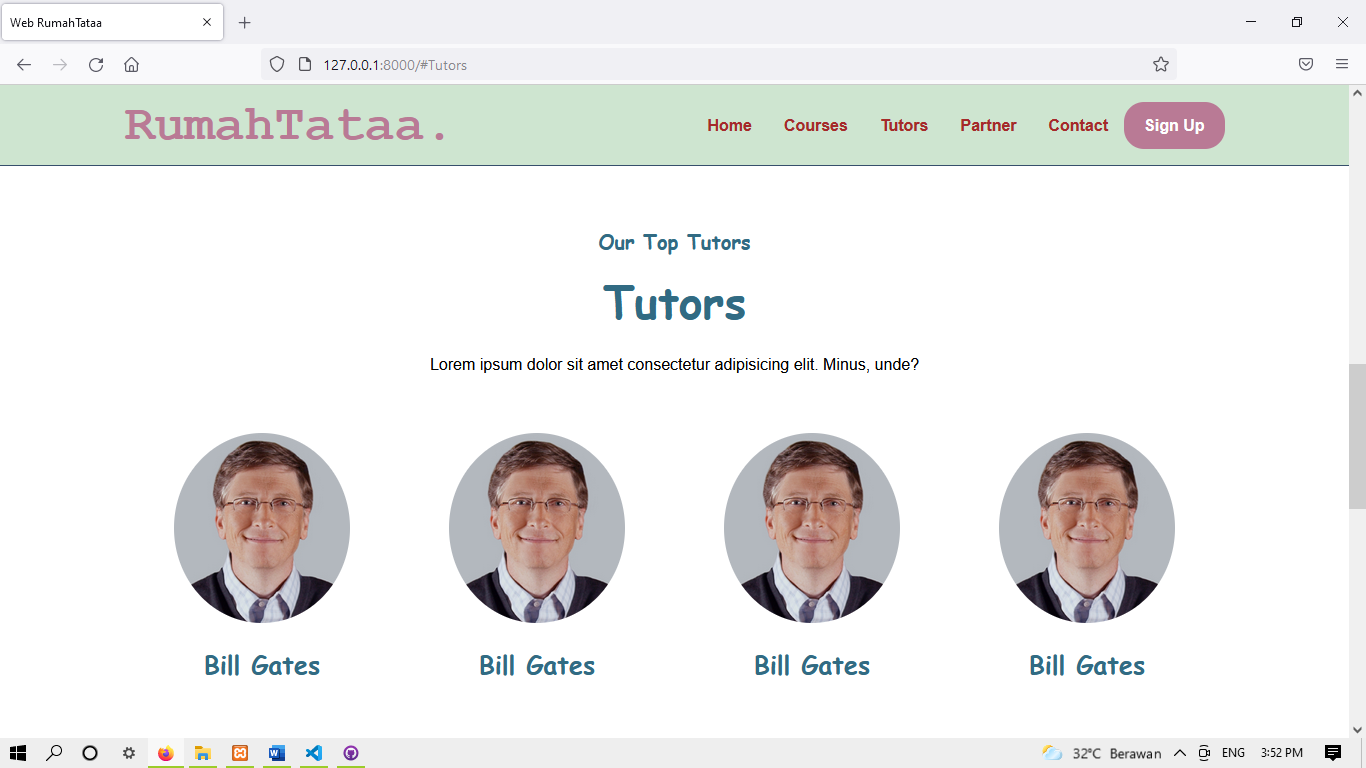 Web RumahTataa
127.0.0.1:8000/#Tutors
RumahTataa. Home Courses Tutors Partner Contact Sign Up
Our Top Tutors
Tutors
Lorem ipsum dolor sit amet consectetur adipisicing elit. Minus, unde?
Bill Gates Bill Gates Bill Gates Bill Gates
32°C Berawan ENG 3:52 PM